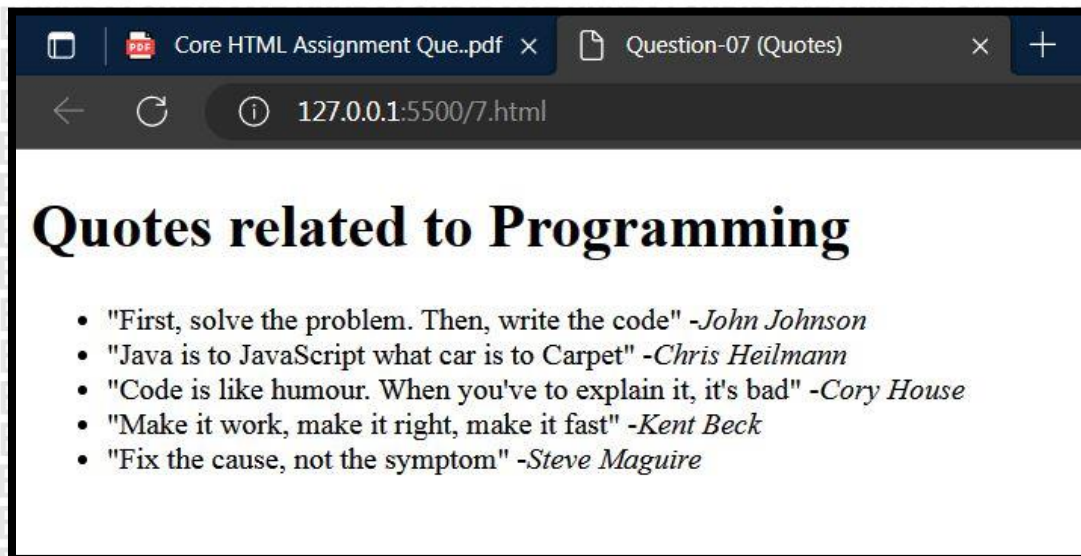 PDF Core HTML Assignment Que..pdf Question-07 (Quotes)
127.0.0.1:5500/7.html
Quotes related to Programming
"First, solve the problem. Then, write the code" -John Johnson
"Java is to JavaScript what car is to Carpet" -Chris Heilmann
"Code is like humour. When you've to explain it, it's bad" -Cory House
"Make it work, make it right, make it fast" -Kent Beck
"Fix the cause, not the symptom" -Steve Maguire